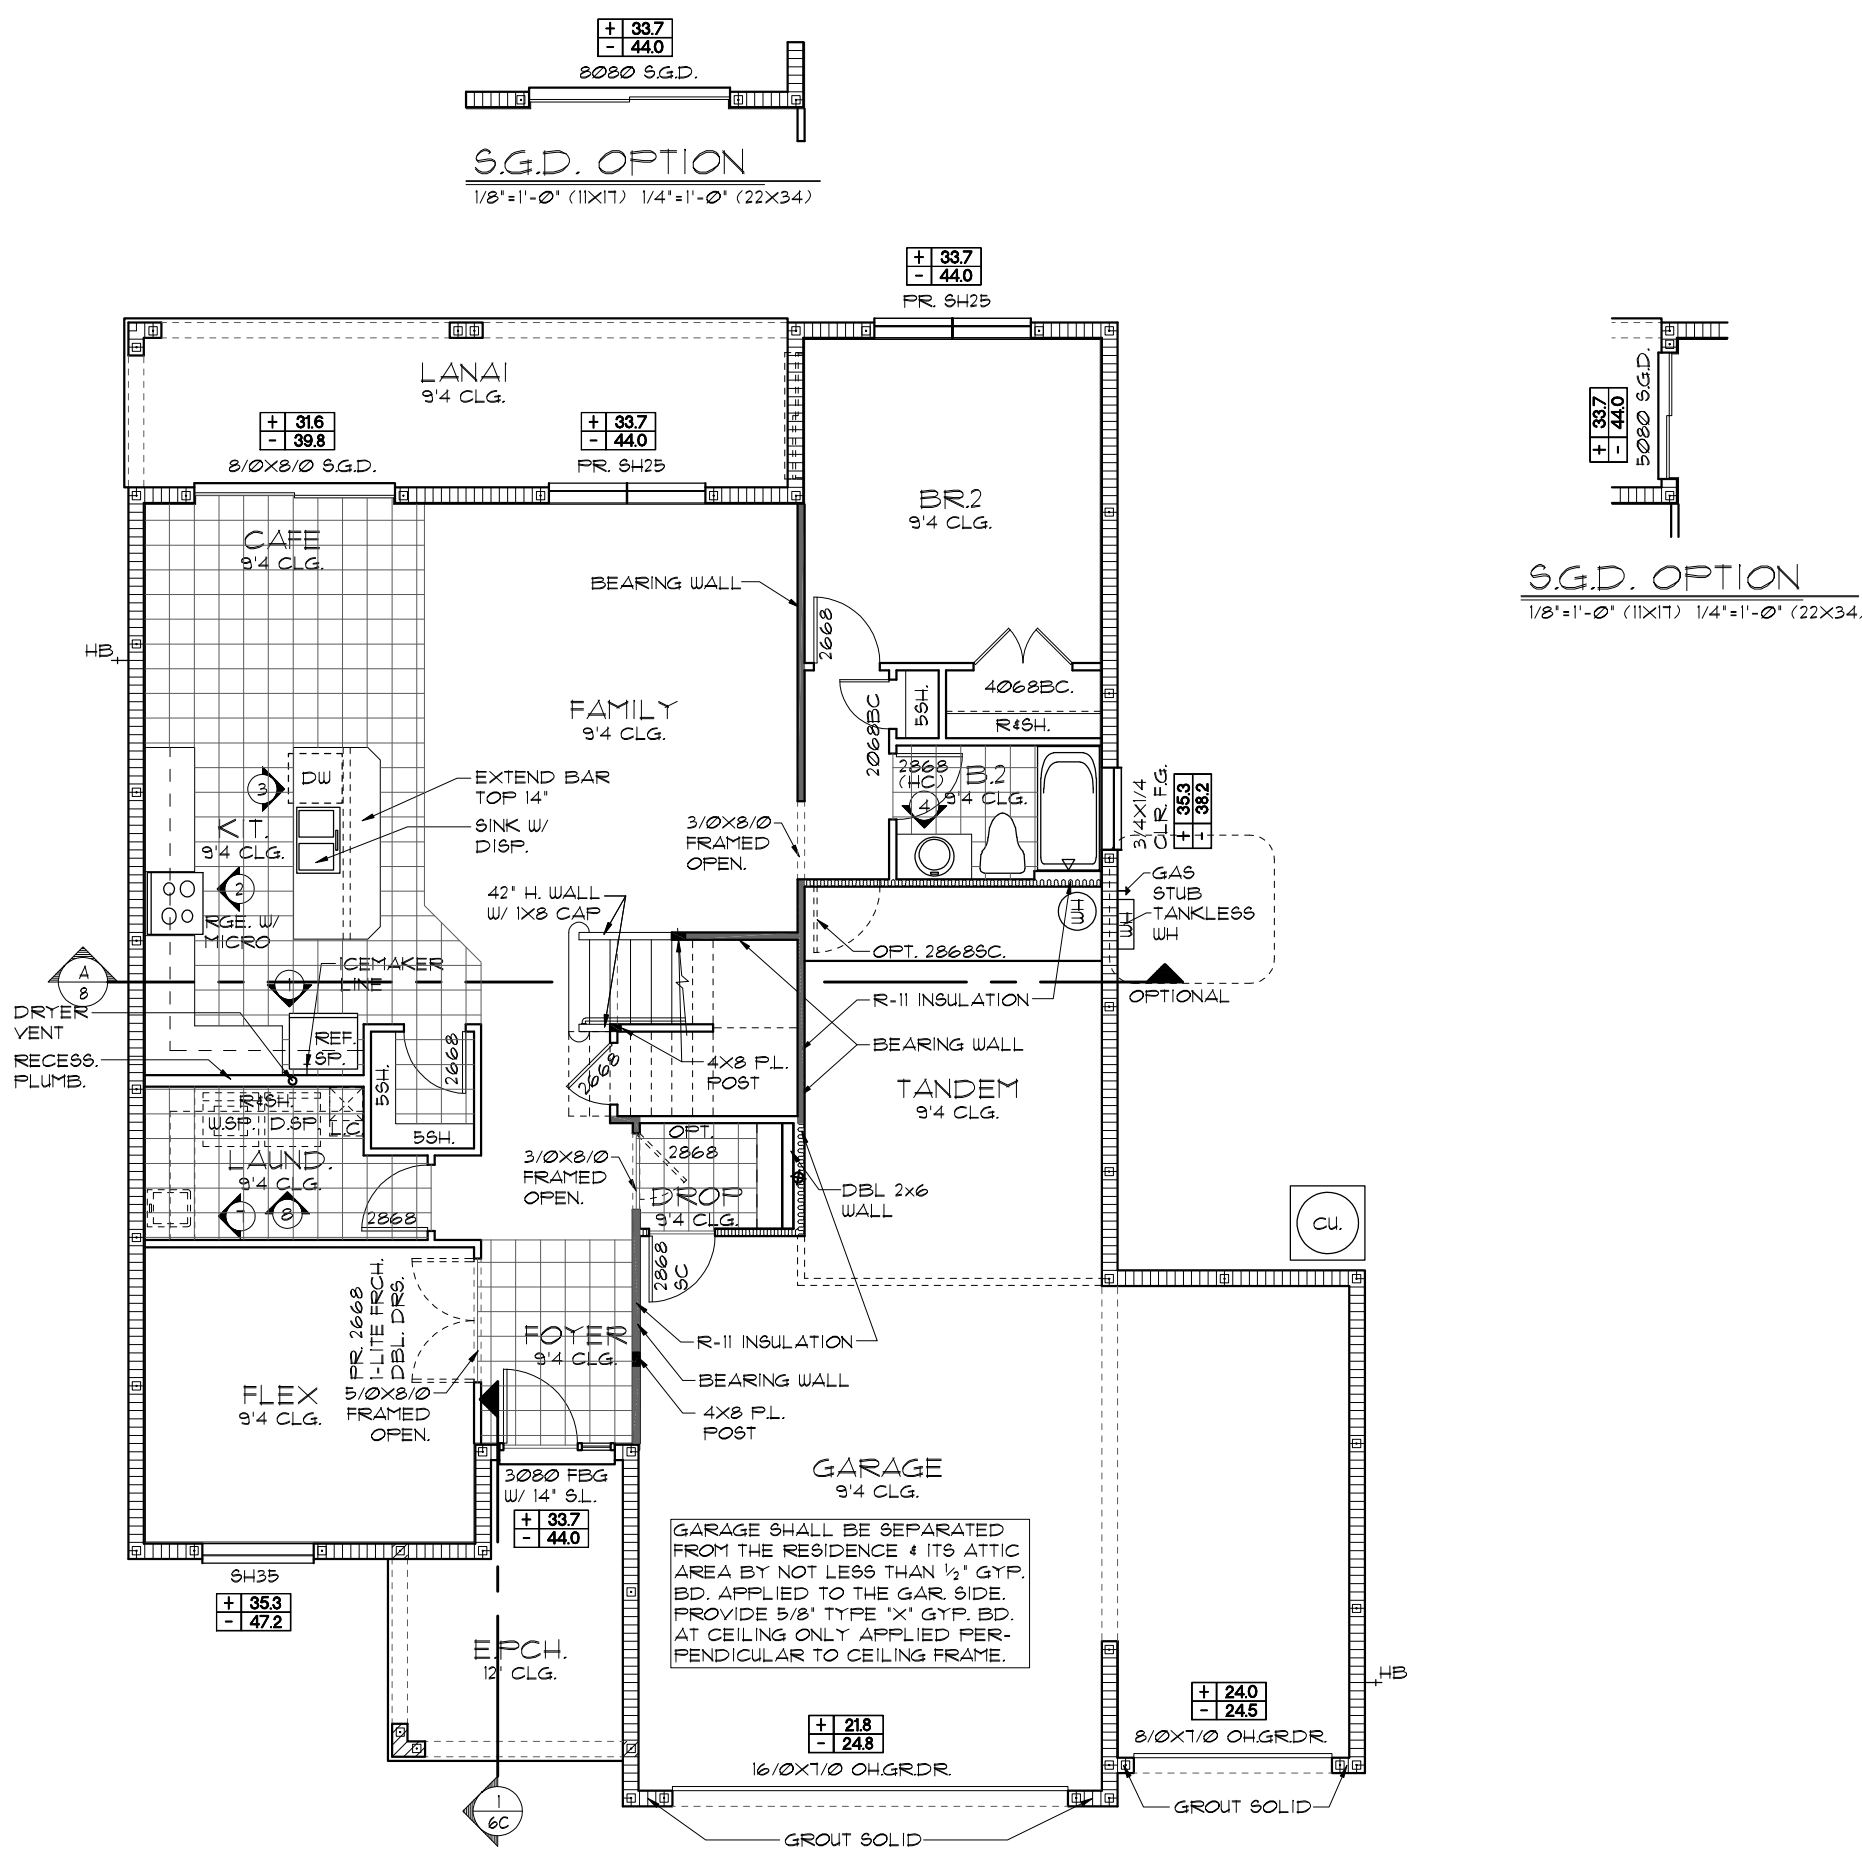 + 33.7
- 44.0
8080 S.G.D.
S.G.D. OPTION
1/8"=1'-0" (11X17) 1/4"=1'-0" (22X34)
+ 33.7
- 44.0
PR. SH25
LANAI
9'4 CLG.
+ 31.6
- 39.8
8/0X8/0 S.G.D.
+ 33.7
- 44.0
PR. SH25
+ 33.7
- 44.0
5080 S.G.D.
S.G.D. OPTION
1/8"=1'-0" (11X17) 1/4"=1'-0" (22X34)
BR.2
9'4 CLG.
CAFE
9'4 CLG.
BEARING WALL
2668
HB
FAMILY
9'4 CLG.
2068BC
5SH.
4068BC.
R&SH.
DW
3
EXTEND BAR
TOP 14"
SINK W/
DISP.
KIT.
9'4 CLG.
2
RGE. W/
MICRO
3/0X8/0
FRAMED
OPEN.
2868
(HC)
B.2
9'4 CLG.
4
3/4X1/4
CLR. FG.
+ 35.3
- 38.2
42" H. WALL
W/ 1X8 CAP
GAS
STUB
TANKLESS
WH
WH
WH
OPT. 2868SC.
A
8
ICEMAKER
LINE
1
R-11 INSULATION
OPTIONAL
DRYER
VENT
RECESS.
PLUMB.
REF.
SP.
2668
5SH.
5SH.
2668
4X8 P.L.
POST
BEARING WALL
TANDEM
9'4 CLG.
R&SH.
W.SP.
D.SP
L.C.
LAUND.
9'4 CLG.
7
8
2868
3/0X8/0
FRAMED
OPEN.
OPT.
2868
DROP
9'4 CLG.
DBL 2x6
WALL
CU.
2868
SC
PR. 2668
1-LITE FRCH.
DBL. DRS.
FOYER
9'4 CLG.
R-11 INSULATION
BEARING WALL
4X8 P.L.
POST
FLEX
9'4 CLG.
5/0X8/0
FRAMED
OPEN.
3080 FBG
W/ 14" S.L.
+ 33.7
- 44.0
GARAGE
9'4 CLG.
GARAGE SHALL BE SEPARATED
FROM THE RESIDENCE & ITS ATTIC
AREA BY NOT LESS THAN 1/2" GYP.
BD. APPLIED TO THE GAR. SIDE.
PROVIDE 5/8" TYPE "X" GYP. BD.
AT CEILING ONLY APPLIED PER-
PENDICULAR TO CEILING FRAME.
SH35
+ 35.3
- 47.2
E.PCH.
12' CLG.
HB
+ 21.8
- 24.8
16/0X7/0 OH.GR.DR.
+ 24.0
- 24.5
8/0X7/0 OH.GR.DR.
GROUT SOLID
GROUT SOLID
1
6C